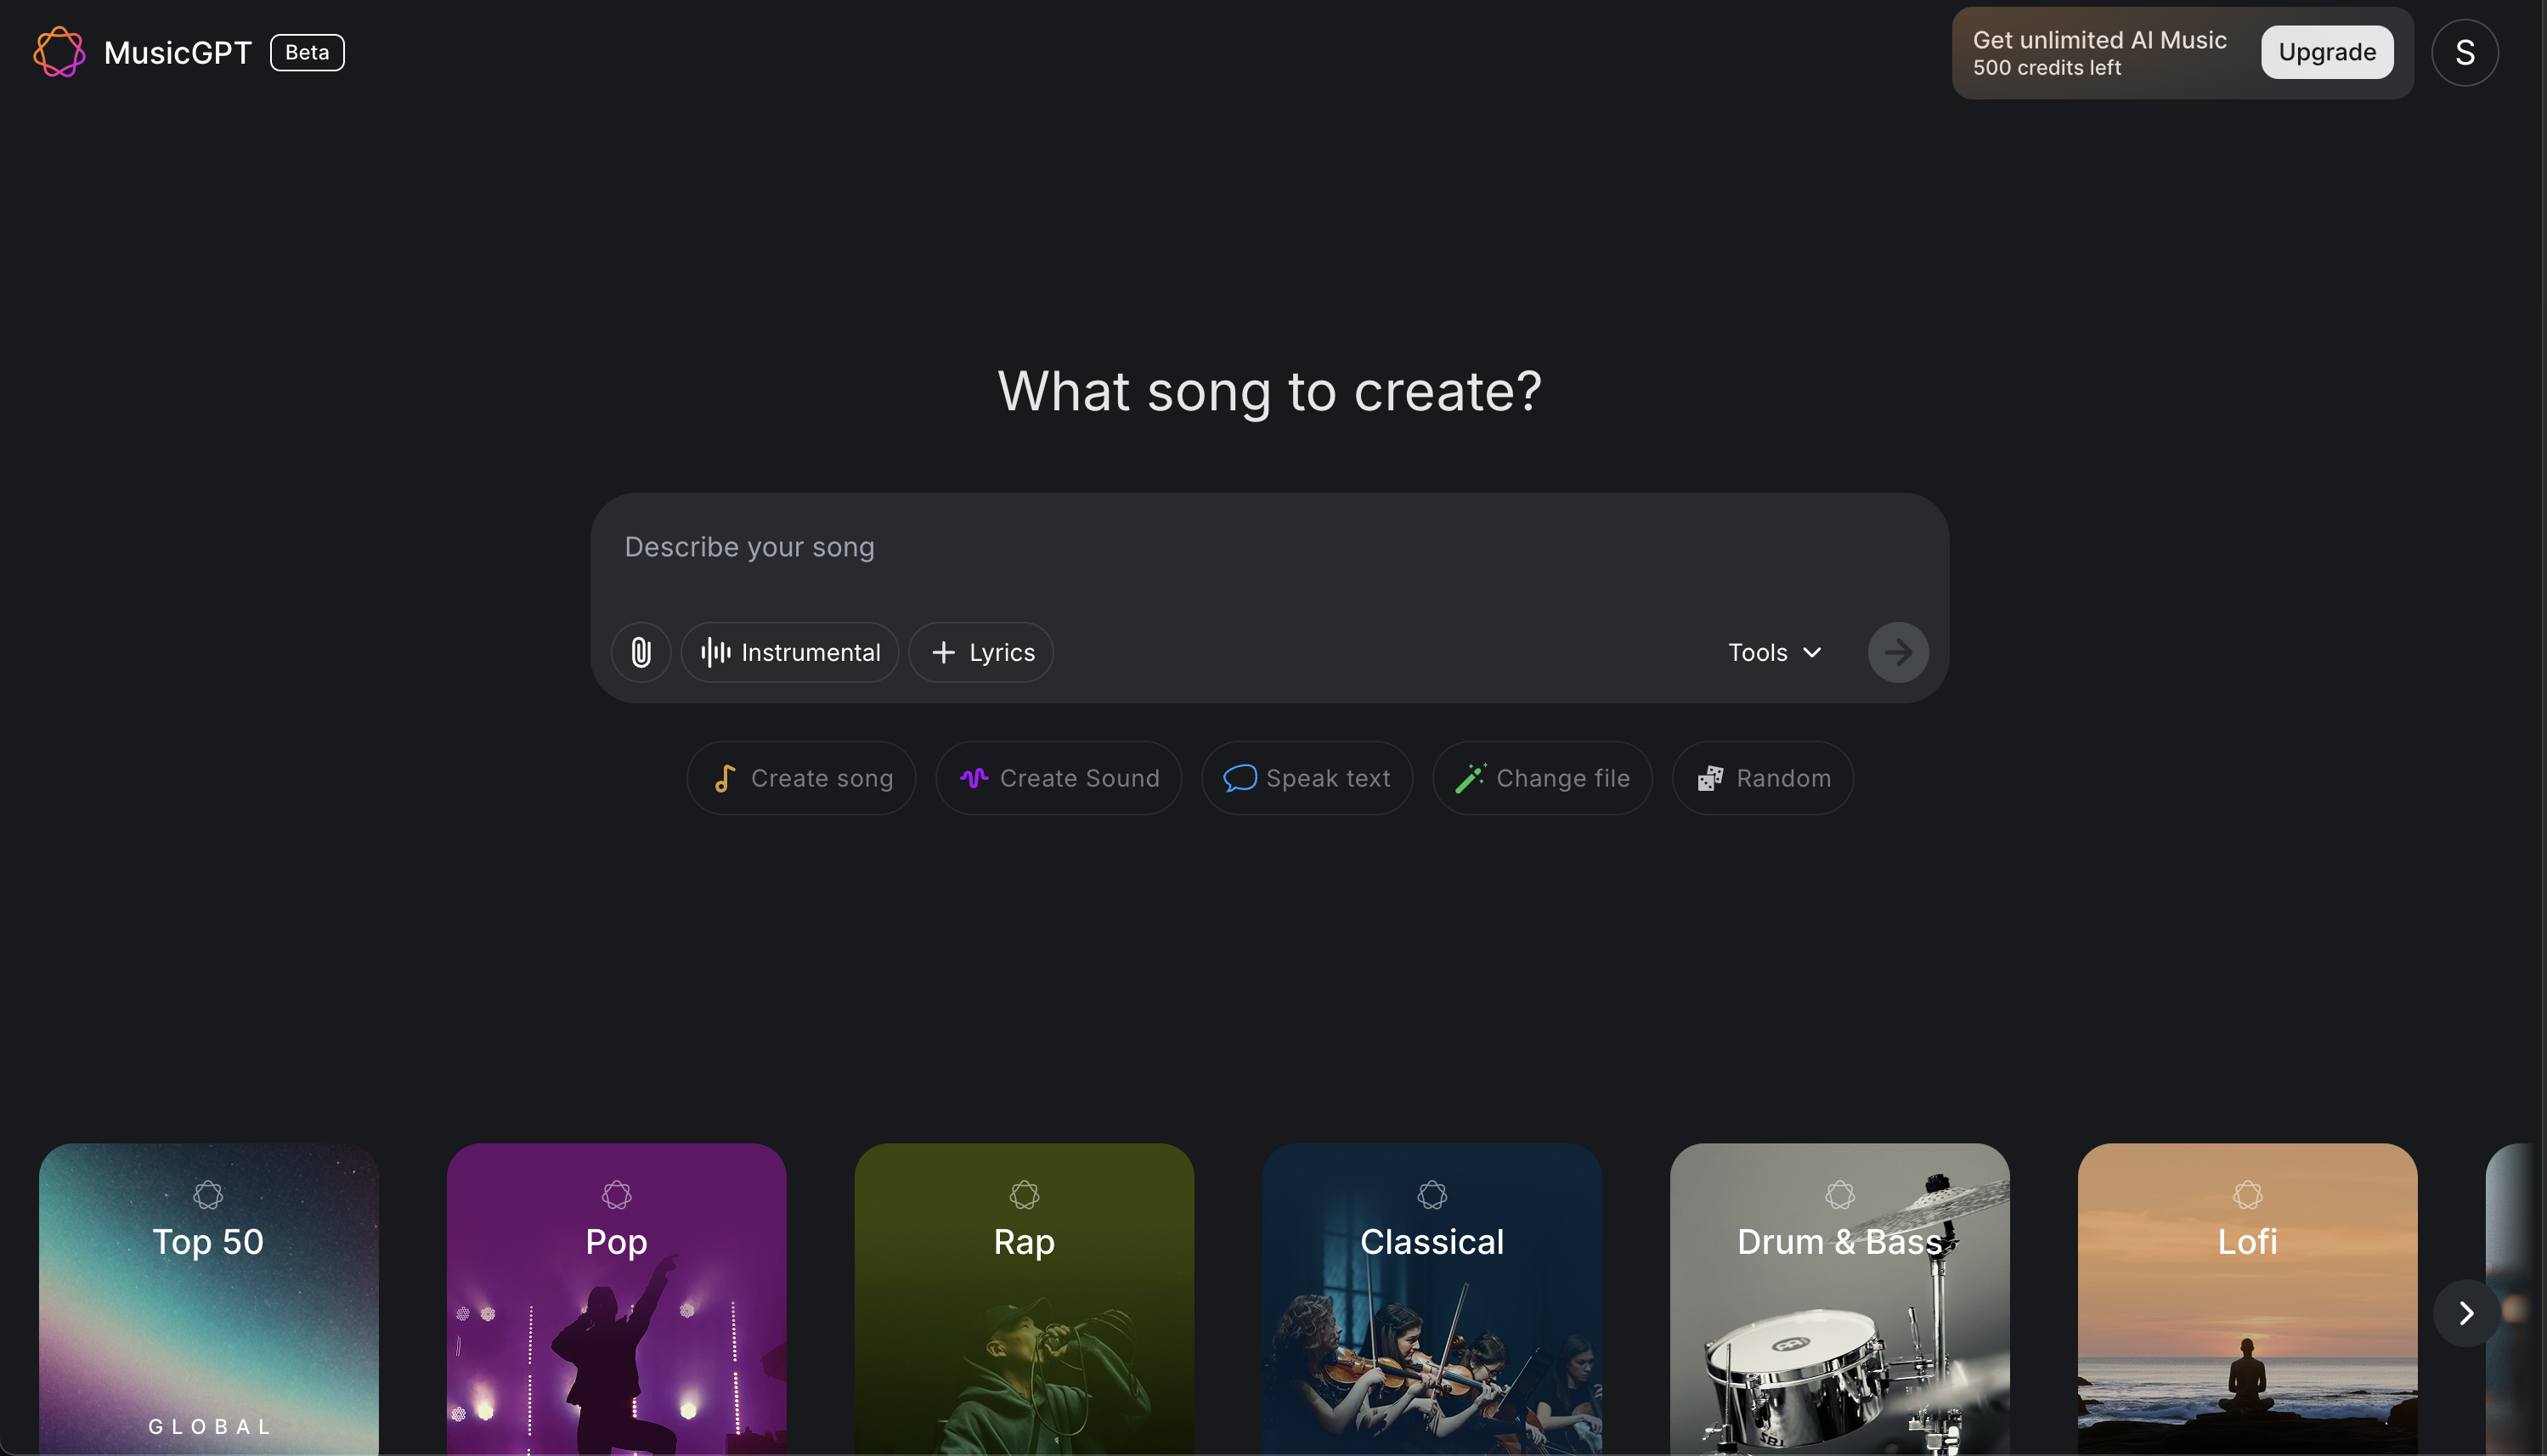 MusicGPT Beta
Get unlimited AI Music
500 credits left
Upgrade
S
What song to create?
Describe your song
Instrumental
Lyrics
Tools
Create song
Create Sound
Speak text
Change file
Random
Top 50
GLOBAL
Pop
Rap
Classical
Drum & Bass
Lofi